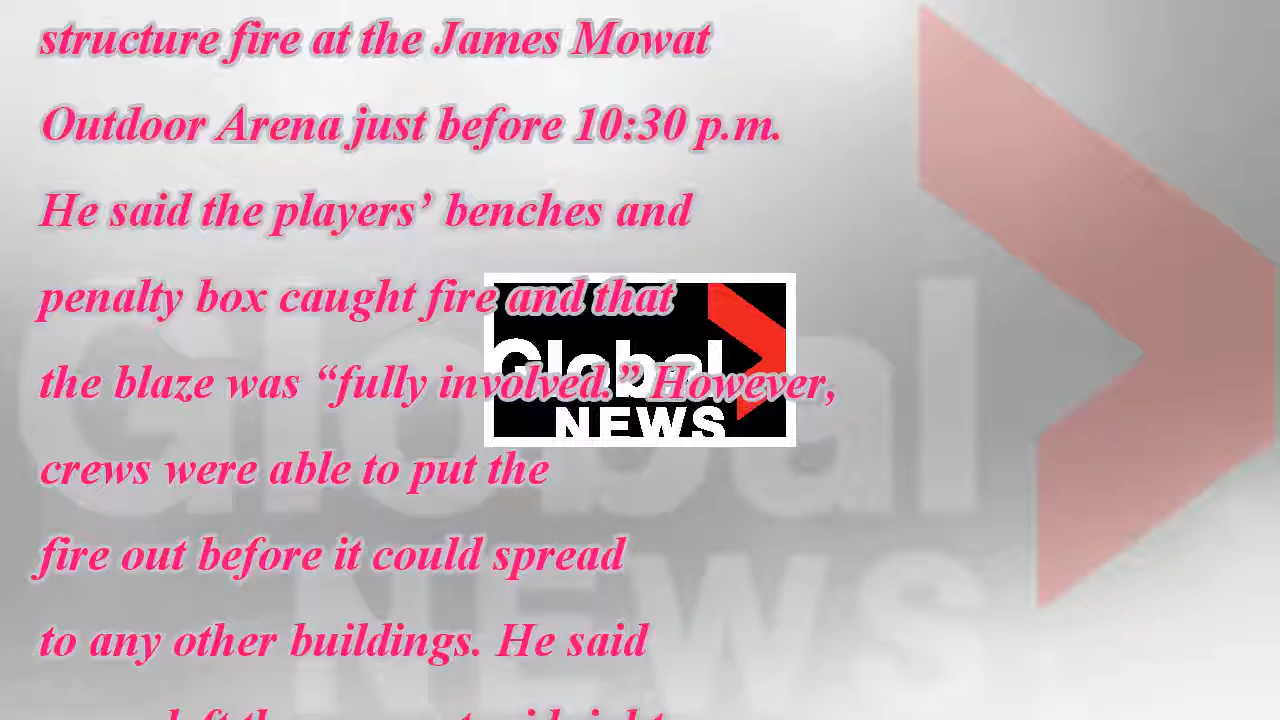 structure fire at the James Mowat
Outdoor Arena just before 10:30 p.m.
He said the players’ benches and
penalty box caught fire and that
the blaze was “fully involved.” However,
crews were able to put the
fire out before it could spread
to any other buildings. He said
Global
NEWS
Global
NEWS